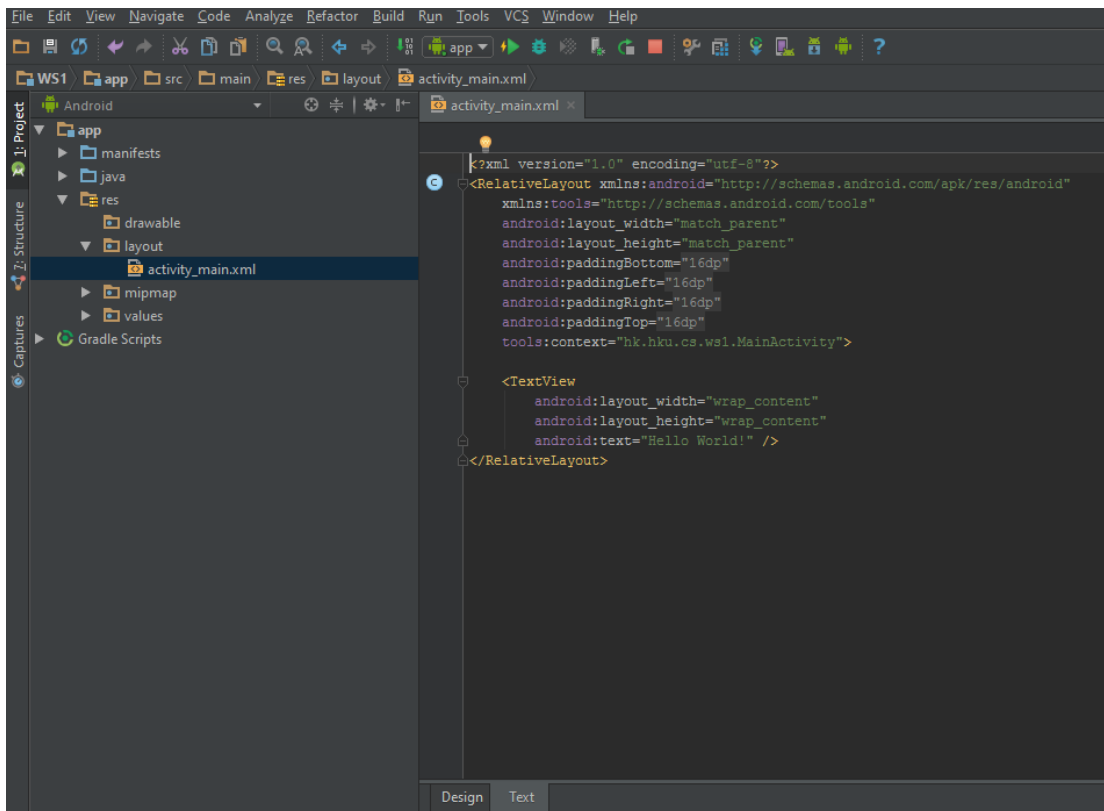 File Edit View Navigate Code Analyze Refactor Build Run Tools VCS Window Help
app
?
WS1 app src main res layout activity_main.xml
1: Project
7: Structure
Captures
Android
app
manifests
java
res
drawable
layout
activity_main.xml
mipmap
values
Gradle Scripts
activity_main.xml ×
<?xml version="1.0" encoding="utf-8"?>
C
<RelativeLayout xmlns:android="http://schemas.android.com/apk/res/android"
xmlns:tools="http://schemas.android.com/tools"
android:layout_width="match_parent"
android:layout_height="match_parent"
android:paddingBottom="16dp"
android:paddingLeft="16dp"
android:paddingRight="16dp"
android:paddingTop="16dp"
tools:context="hk.hku.cs.ws1.MainActivity">
<TextView
android:layout_width="wrap_content"
android:layout_height="wrap_content"
android:text="Hello World!" />
</RelativeLayout>
Design Text